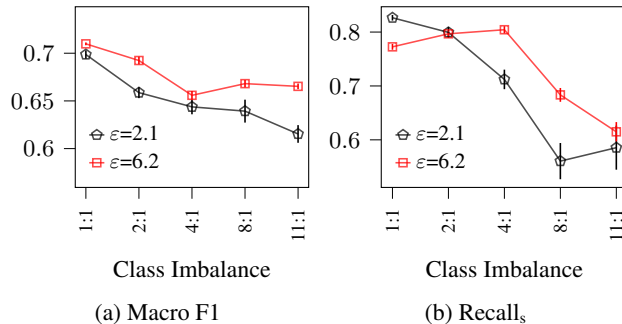 0.7
0.65
0.6
ε=2.1
ε=6.2
1:1
2:1
4:1
8:1
11:1
Class Imbalance
(a) Macro F1
0.8
0.7
0.6
ε=2.1
ε=6.2
1:1
2:1
4:1
8:1
11:1
Class Imbalance
(b) Recallₛ